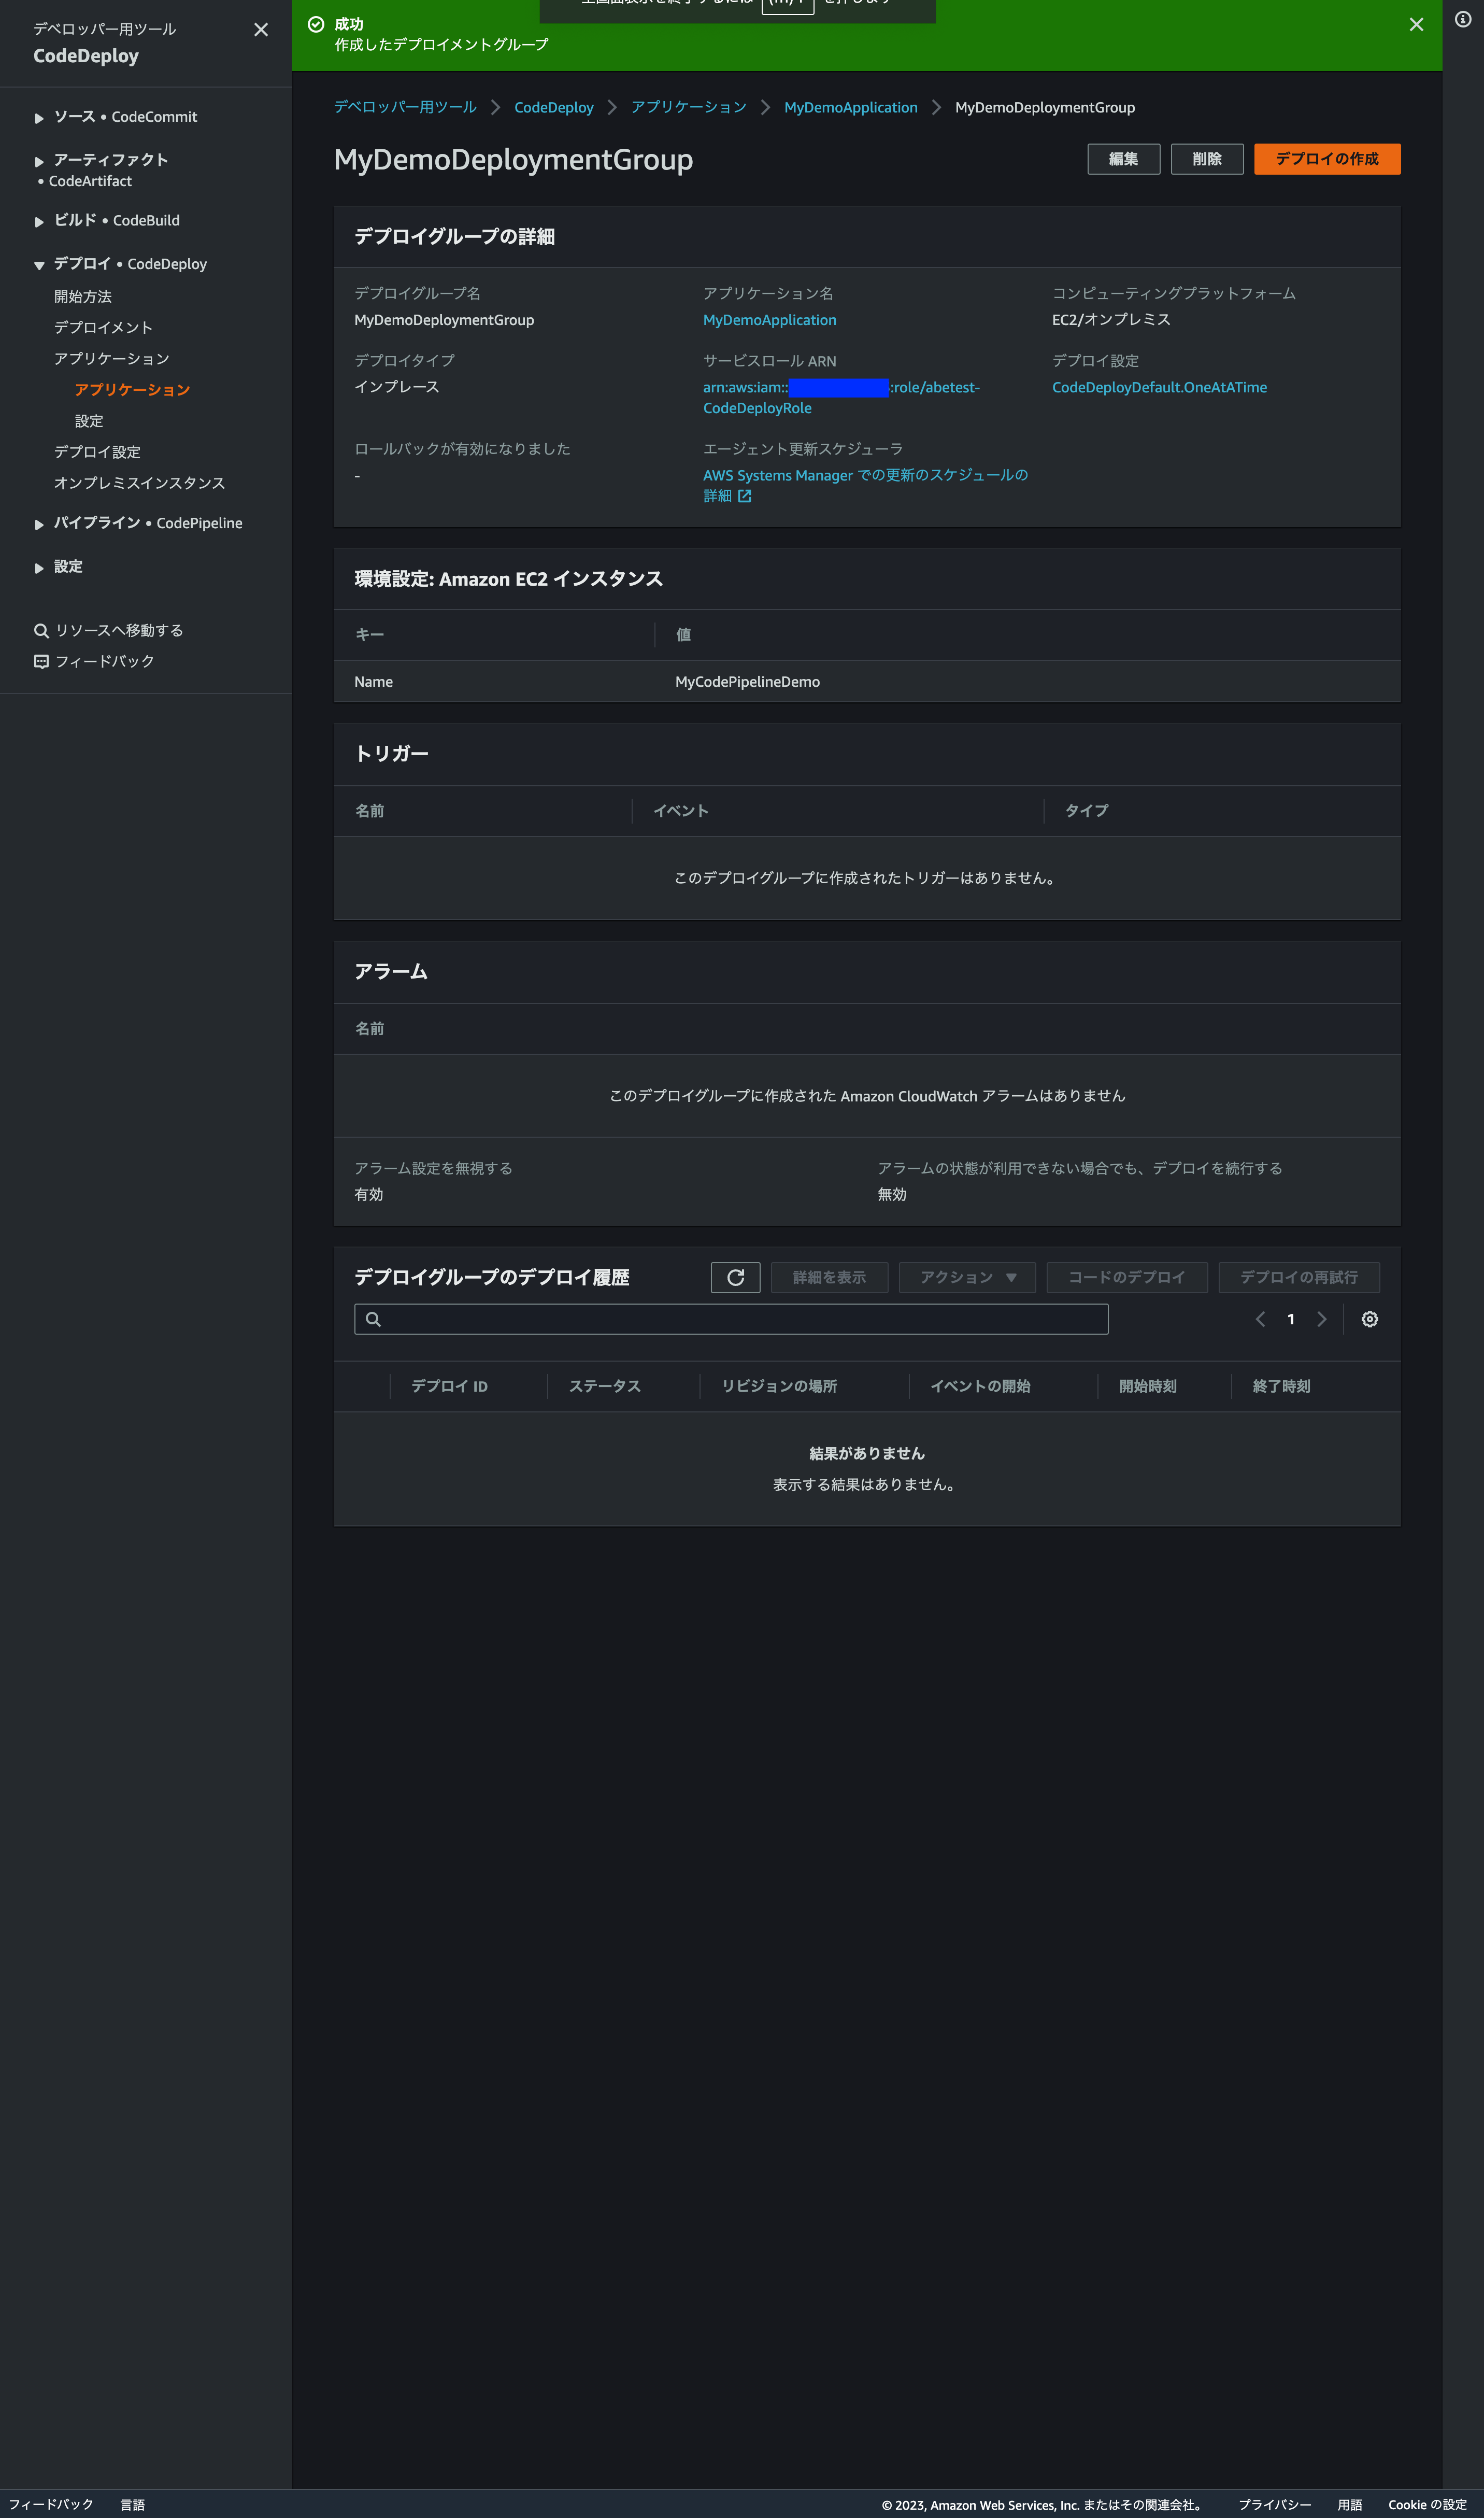 デベロッパー用ツール
CodeDeploy
ソース • CodeCommit
アーティファクト
• CodeArtifact
ビルド • CodeBuild
デプロイ • CodeDeploy
開始方法
デプロイメント
アプリケーション
アプリケーション
設定
デプロイ設定
オンプレミスインスタンス
パイプライン • CodePipeline
設定
リソースへ移動する
フィードバック
成功
作成したデプロイメントグループ
デベロッパー用ツール > CodeDeploy > アプリケーション > MyDemoApplication > MyDemoDeploymentGroup
MyDemoDeploymentGroup
編集 削除 デプロイの作成
デプロイグループの詳細
デプロイグループ名
MyDemoDeploymentGroup
アプリケーション名
MyDemoApplication
コンピューティングプラットフォーム
EC2/オンプレミス
デプロイタイプ
インプレース
サービスロール ARN
arn:aws:iam:: :role/abetest-
CodeDeployRole
デプロイ設定
CodeDeployDefault.OneAtATime
ロールバックが有効になりました
-
エージェント更新スケジューラ
AWS Systems Manager での更新のスケジュールの
詳細
環境設定: Amazon EC2 インスタンス
キー 値
Name MyCodePipelineDemo
トリガー
名前 イベント タイプ
このデプロイグループに作成されたトリガーはありません。
アラーム
名前
このデプロイグループに作成された Amazon CloudWatch アラームはありません
アラーム設定を無視する
有効
アラームの状態が利用できない場合でも、デプロイを続行する
無効
デプロイグループのデプロイ履歴
詳細を表示 アクション ▼ コードのデプロイ デプロイの再試行
1
デプロイ ID ステータス リビジョンの場所 イベントの開始 開始時刻 終了時刻
結果がありません
表示する結果はありません。
フィードバック 言語 © 2023, Amazon Web Services, Inc. またはその関連会社。 プライバシー 用語 Cookie の設定